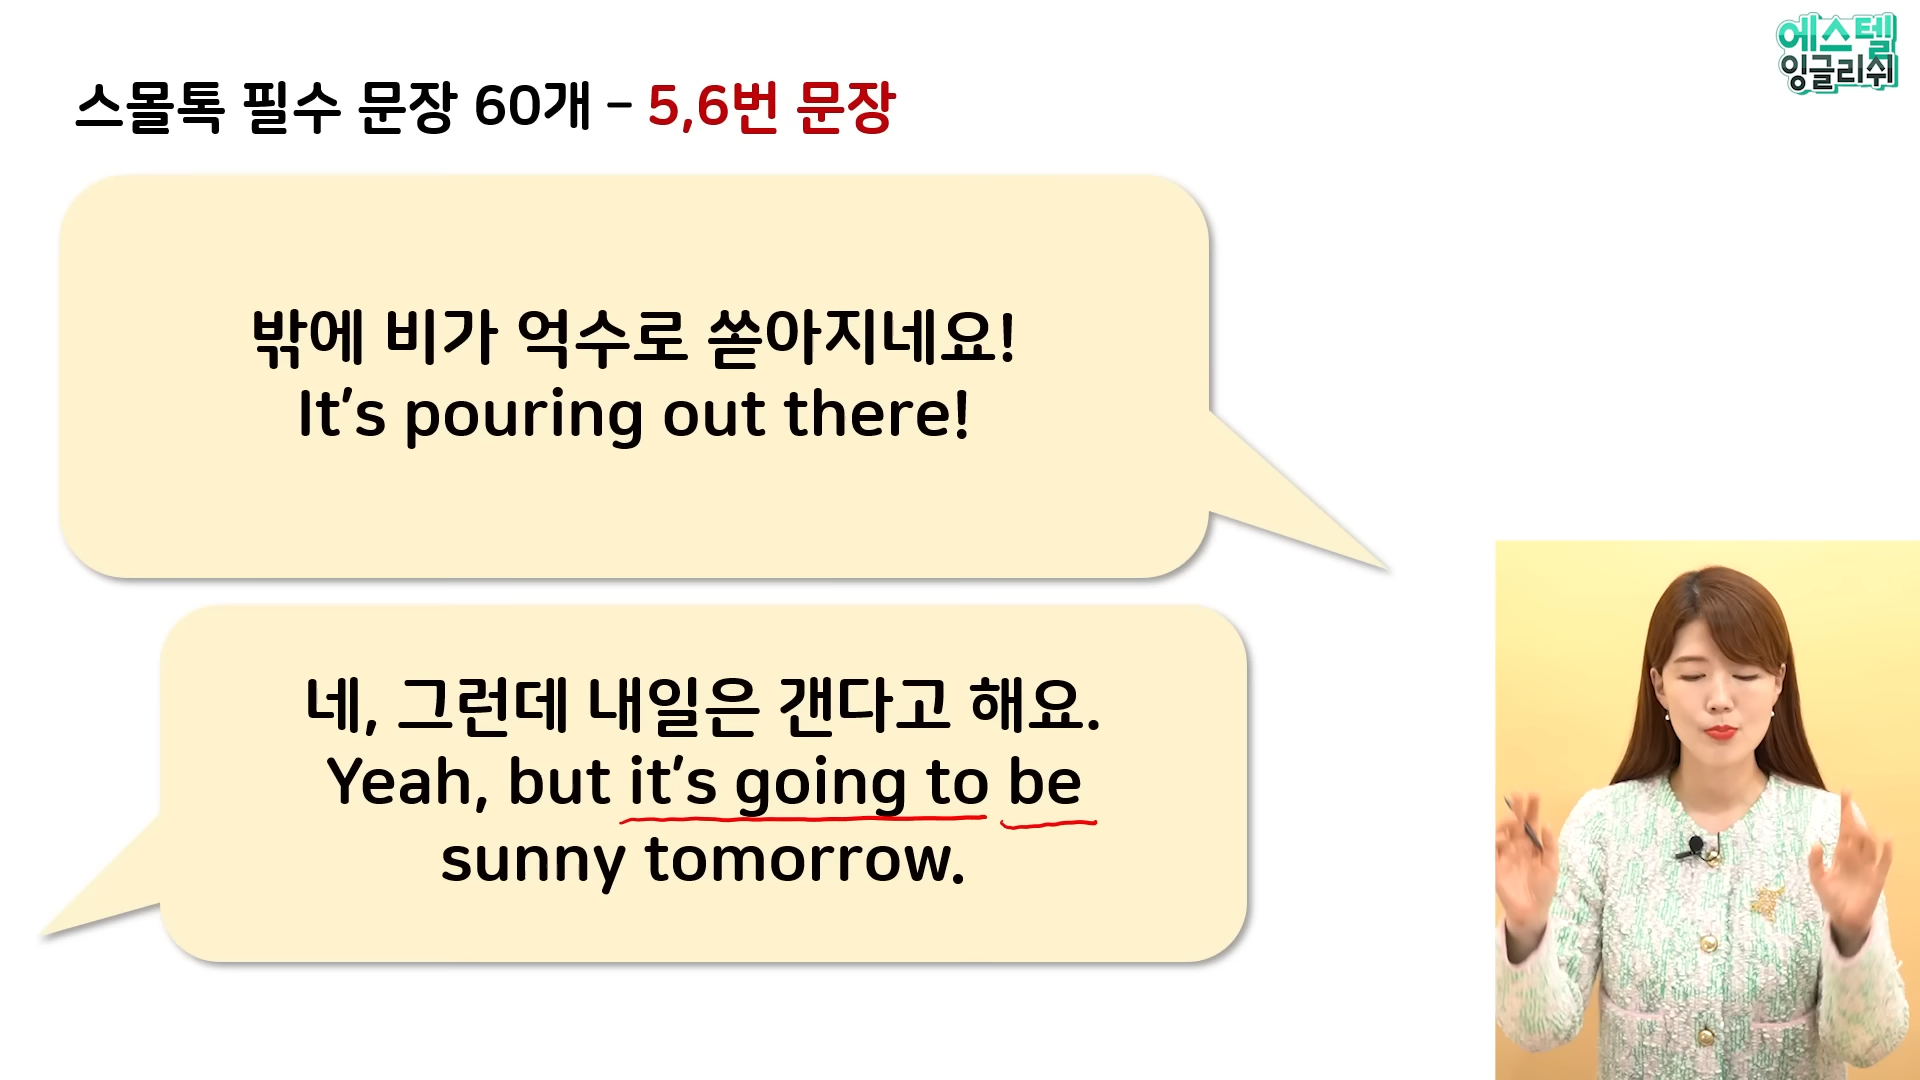 에스텔
잉글리쉬
스몰톡 필수 문장 60개 – 5,6번 문장
밖에 비가 억수로 쏟아지네요!
It's pouring out there!
네, 그런데 내일은 갠다고 해요.
Yeah, but it's going to be
sunny tomorrow.